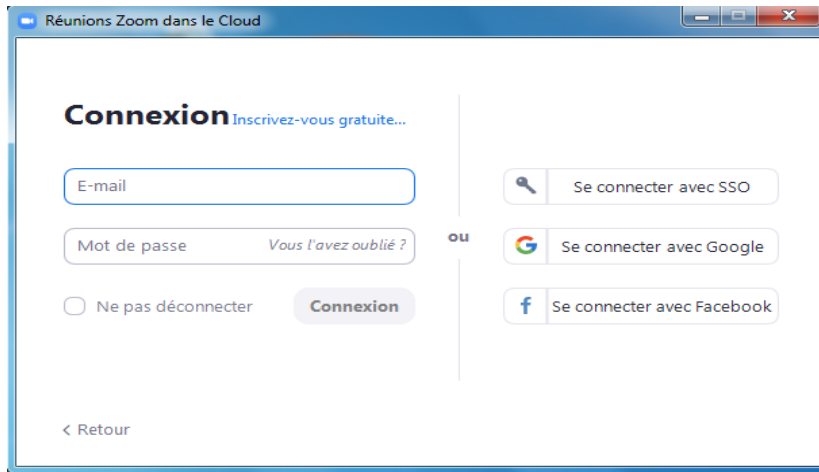 Réunions Zoom dans le Cloud
Connexion Inscrivez-vous gratuite...
E-mail
Mot de passe Vous l'avez oublié ?
Ne pas déconnecter Connexion
ou
Se connecter avec SSO
Se connecter avec Google
Se connecter avec Facebook
< Retour